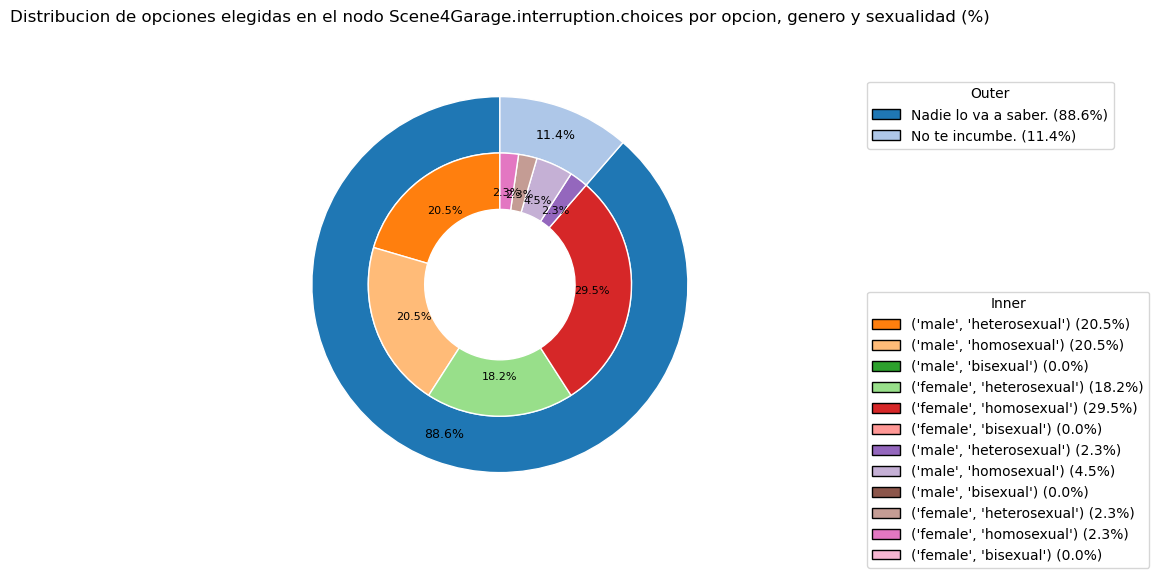 Distribucion de opciones elegidas en el nodo Scene4Garage.interruption.choices por opcion, genero y sexualidad (%)
Outer
Nadie lo va a saber. (88.6%)
No te incumbe. (11.4%)
11.4%
2.3%
2.3%
4.5%
2.3%
20.5%
29.5%
20.5%
18.2%
88.6%
Inner
('male', 'heterosexual') (20.5%)
('male', 'homosexual') (20.5%)
('male', 'bisexual') (0.0%)
('female', 'heterosexual') (18.2%)
('female', 'homosexual') (29.5%)
('female', 'bisexual') (0.0%)
('male', 'heterosexual') (2.3%)
('male', 'homosexual') (4.5%)
('male', 'bisexual') (0.0%)
('female', 'heterosexual') (2.3%)
('female', 'homosexual') (2.3%)
('female', 'bisexual') (0.0%)